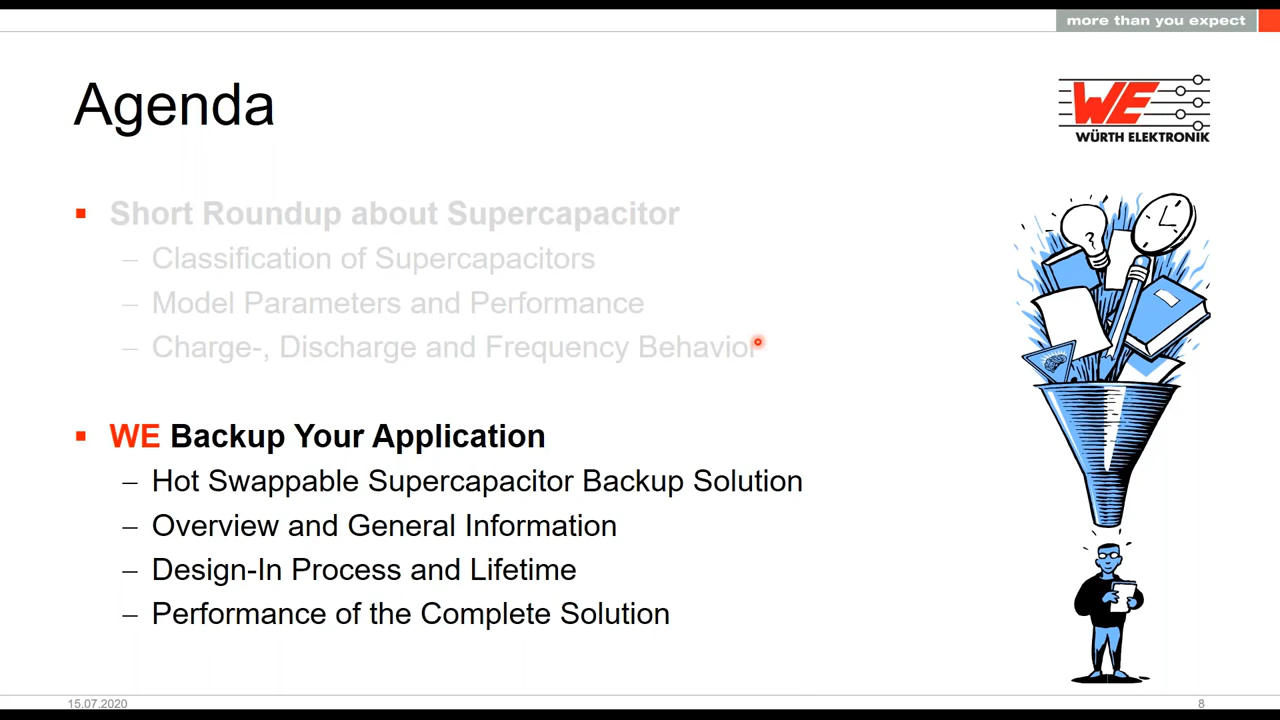 more than you expect
Agenda
WE
WÜRTH ELEKTRONIK
Short Roundup about Supercapacitor
– Classification of Supercapacitors
– Model Parameters and Performance
– Charge-, Discharge and Frequency Behavior
?
WE Backup Your Application
– Hot Swappable Supercapacitor Backup Solution
– Overview and General Information
– Design-In Process and Lifetime
– Performance of the Complete Solution
15.07.2020
8